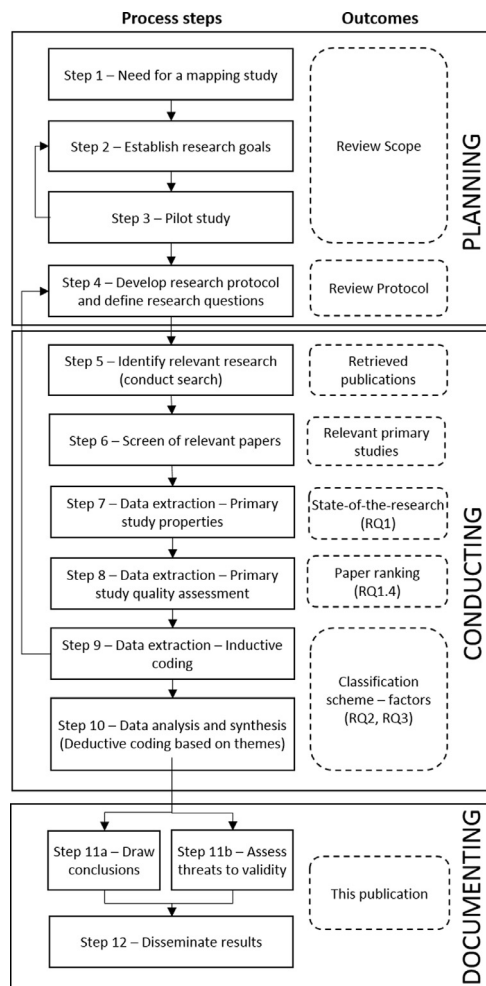 Process steps
Outcomes
Step 1 – Need for a mapping study
Step 2 – Establish research goals
Step 3 – Pilot study
Review Scope
Step 4 – Develop research protocol
and define research questions
Review Protocol
PLANNING
Step 5 – Identify relevant research
(conduct search)
Retrieved
publications
Step 6 – Screen of relevant papers
Relevant primary
studies
Step 7 – Data extraction – Primary
study properties
State-of-the-research
(RQ1)
Step 8 – Data extraction – Primary
study quality assessment
Paper ranking
(RQ1.4)
Step 9 – Data extraction – Inductive
coding
Step 10 – Data analysis and synthesis
(Deductive coding based on themes)
Classification
scheme – factors
(RQ2, RQ3)
CONDUCTING
Step 11a – Draw
conclusions
Step 11b – Assess
threats to validity
Step 12 – Disseminate results
This publication
DOCUMENTING